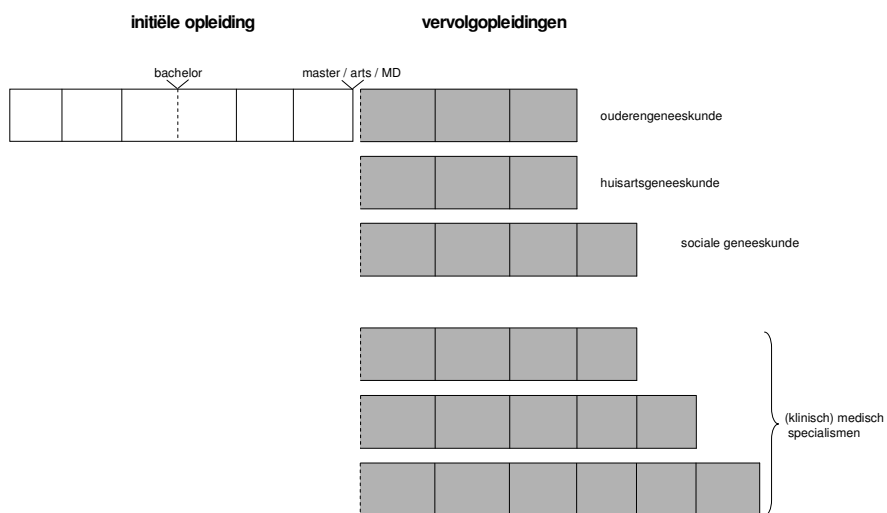 initiële opleiding
vervolgopleidingen
bachelor
master / arts / MD
ouderengeneeskunde
huisartsgeneeskunde
sociale geneeskunde
(klinisch) medisch
specialismen